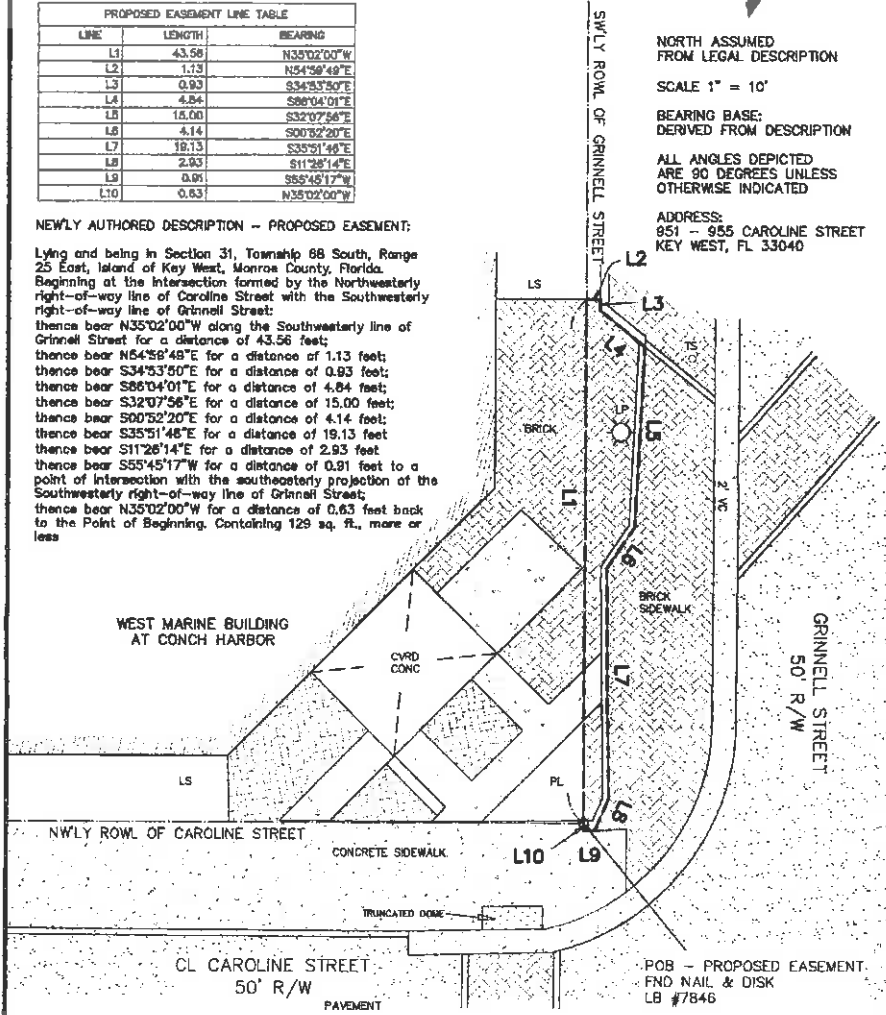 PROPOSED EASEMENT LINE TABLE
LINE LENGTH BEARING
L1 43.56 N35°02'00"W
L2 1.13 N54°59'49"E
L3 0.93 S34°53'50"E
L4 4.84 S86°04'01"E
L5 15.00 S32°07'56"E
L6 4.14 S00°52'20"E
L7 19.13 S35°51'46"E
L8 2.93 S11°26'14"E
L9 0.91 S55°45'17"W
L10 0.63 N35°02'00"W
NEWLY AUTHORED DESCRIPTION – PROPOSED EASEMENT:
Lying and being in Section 31, Township 68 South, Range
25 East, Island of Key West, Monroe County, Florida.
Beginning at the intersection formed by the Northwesterly
right-of-way line of Caroline Street with the Southwesterly
right-of-way line of Grinnell Street:
thence bear N35°02'00"W along the Southwesterly line of
Grinnell Street for a distance of 43.56 feet;
thence bear N54°59'49"E for a distance of 1.13 feet;
thence bear S34°53'50"E for a distance of 0.93 feet;
thence bear S86°04'01"E for a distance of 4.84 feet;
thence bear S32°07'56"E for a distance of 15.00 feet;
thence bear S00°52'20"E for a distance of 4.14 feet;
thence bear S35°51'46"E for a distance of 19.13 feet
thence bear S11°26'14"E for a distance of 2.93 feet
thence bear S55°45'17"W for a distance of 0.91 feet to a
point of intersection with the southeasterly projection of the
Southwesterly right-of-way line of Grinnell Street;
thence bear N35°02'00"W for a distance of 0.63 feet back
to the Point of Beginning. Containing 129 sq. ft., more or
less
SW'LY ROWL OF GRINNELL STREET
NORTH ASSUMED
FROM LEGAL DESCRIPTION
SCALE 1" = 10'
BEARING BASE:
DERIVED FROM DESCRIPTION
ALL ANGLES DEPICTED
ARE 90 DEGREES UNLESS
OTHERWISE INDICATED
ADDRESS:
951 – 955 CAROLINE STREET
KEY WEST, FL 33040
L2
LS
L3
L4
TS
LP
L5
BRICK
2' VC
L1
L6
BRICK
SIDEWALK
WEST MARINE BUILDING
AT CONCH HARBOR
CVRD
CONC
L7
GRINNELL STREET
50' R/W
LS
PL
L8
NW'LY ROWL OF CAROLINE STREET
CONCRETE SIDEWALK
L10
L9
TRUNCATED DOME
CL CAROLINE STREET
50' R/W
PAVEMENT
POB – PROPOSED EASEMENT
FND NAIL & DISK
LB #7846